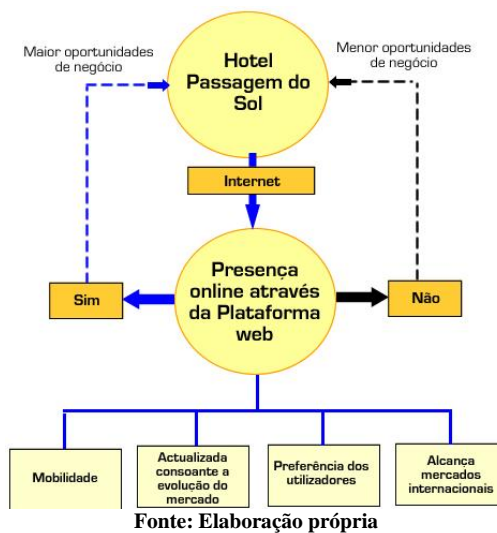 Maior oportunidades
de negócio
Hotel
Passagem do
Sol
Menor oportunidades
de negócio
Internet
Presença
online através
da Plataforma
web
Sim
Não
Mobilidade
Actualizada
consoante a
evolução do
mercado
Preferência dos
utilizadores
Alcança
mercados
internacionais
Fonte: Elaboração própria